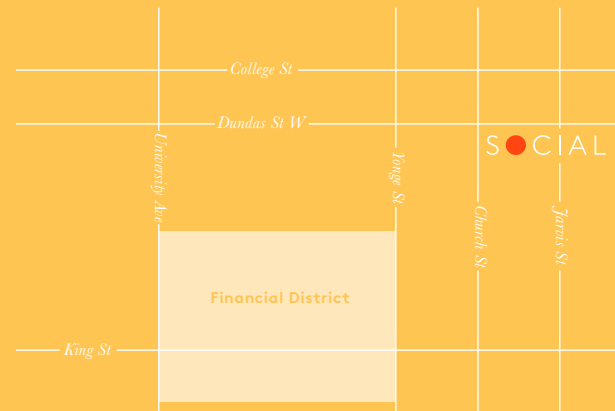 College St
Dundas St W
University Ave
Yonge St
SOCIAL
Church St
Jarvis St
Financial District
King St